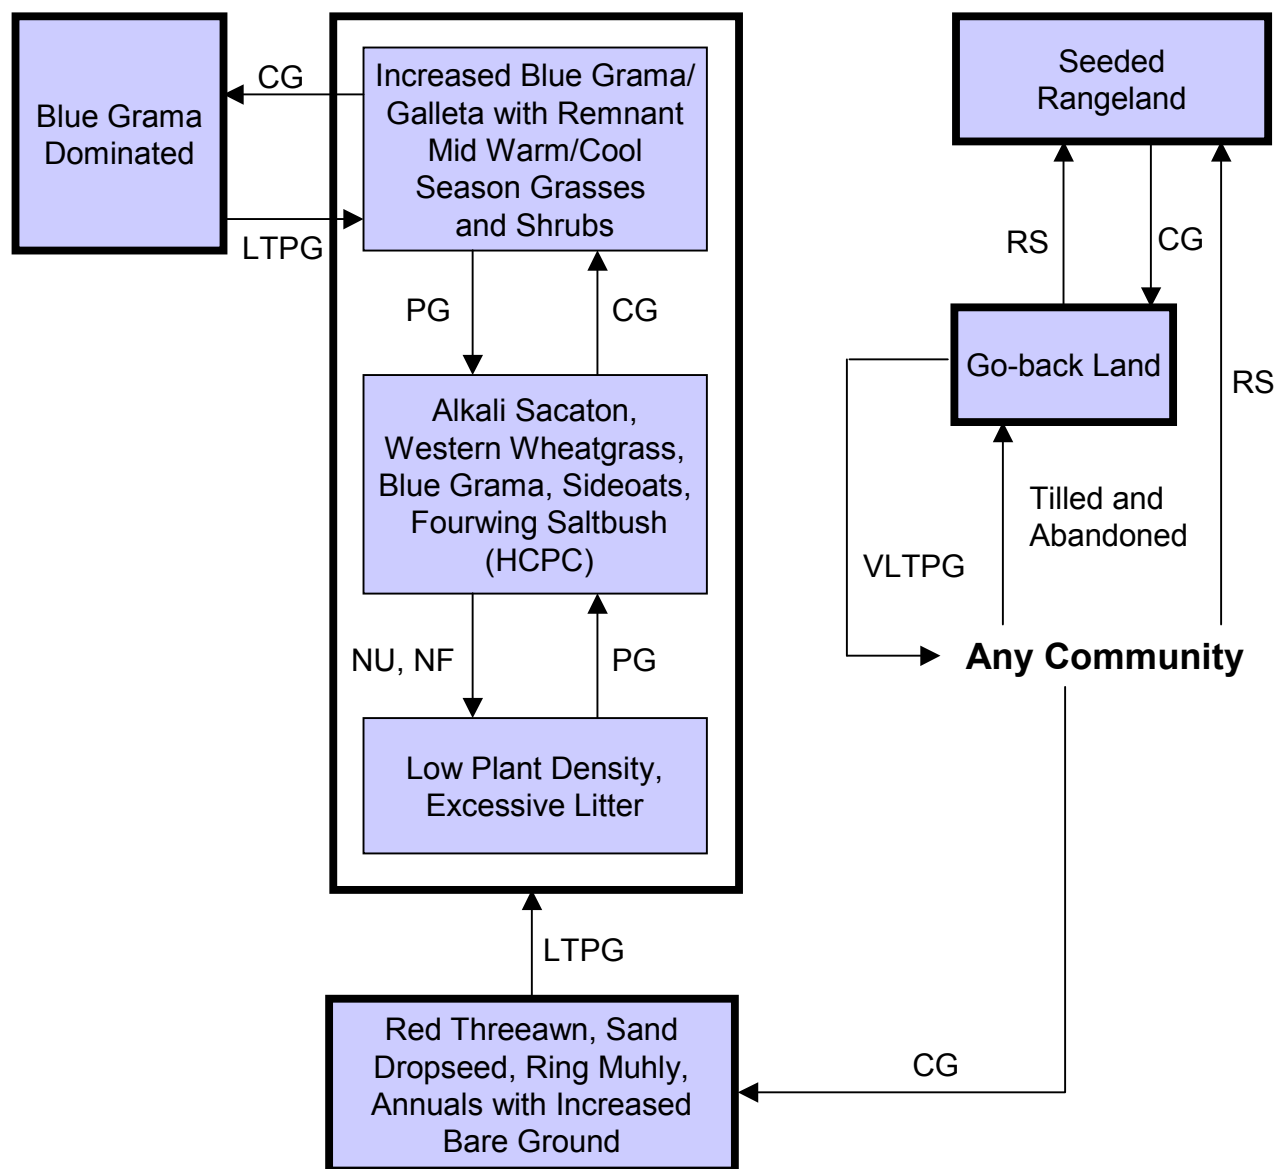 Blue Grama
Dominated
CG
LTPG
Increased Blue Grama/
Galleta with Remnant
Mid Warm/Cool
Season Grasses
and Shrubs
PG
CG
Alkali Sacaton,
Western Wheatgrass,
Blue Grama, Sideoats,
Fourwing Saltbush
(HCPC)
NU, NF
PG
Low Plant Density,
Excessive Litter
LTPG
Red Threeawn, Sand
Dropseed, Ring Muhly,
Annuals with Increased
Bare Ground
Seeded
Rangeland
RS
CG
RS
Go-back Land
Tilled and
Abandoned
VLTPG
Any Community
CG